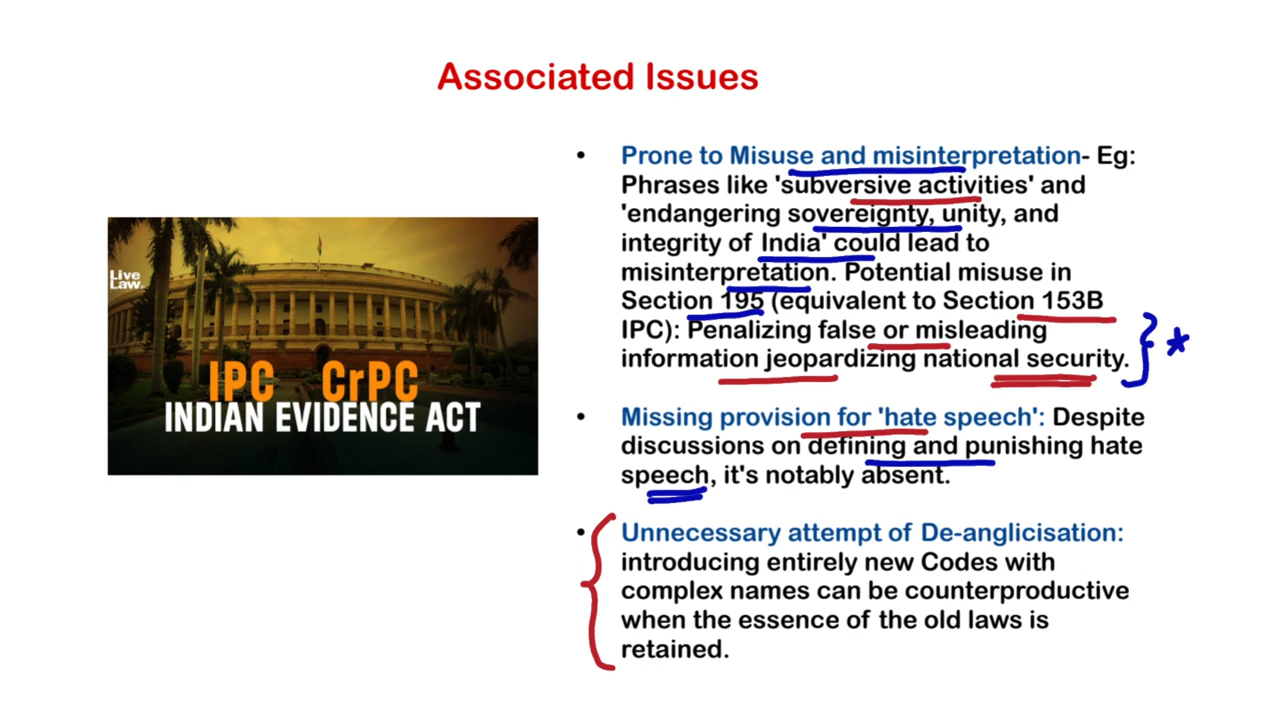 Associated Issues
Live
Law
IPC CrPC
INDIAN EVIDENCE ACT
• Prone to Misuse and misinterpretation- Eg:
Phrases like 'subversive activities' and
'endangering sovereignty, unity, and
integrity of India' could lead to
misinterpretation. Potential misuse in
Section 195 (equivalent to Section 153B
IPC): Penalizing false or misleading
information jeopardizing national security.
• Missing provision for 'hate speech': Despite
discussions on defining and punishing hate
speech, it's notably absent.
• Unnecessary attempt of De-anglicisation:
introducing entirely new Codes with
complex names can be counterproductive
when the essence of the old laws is
retained.